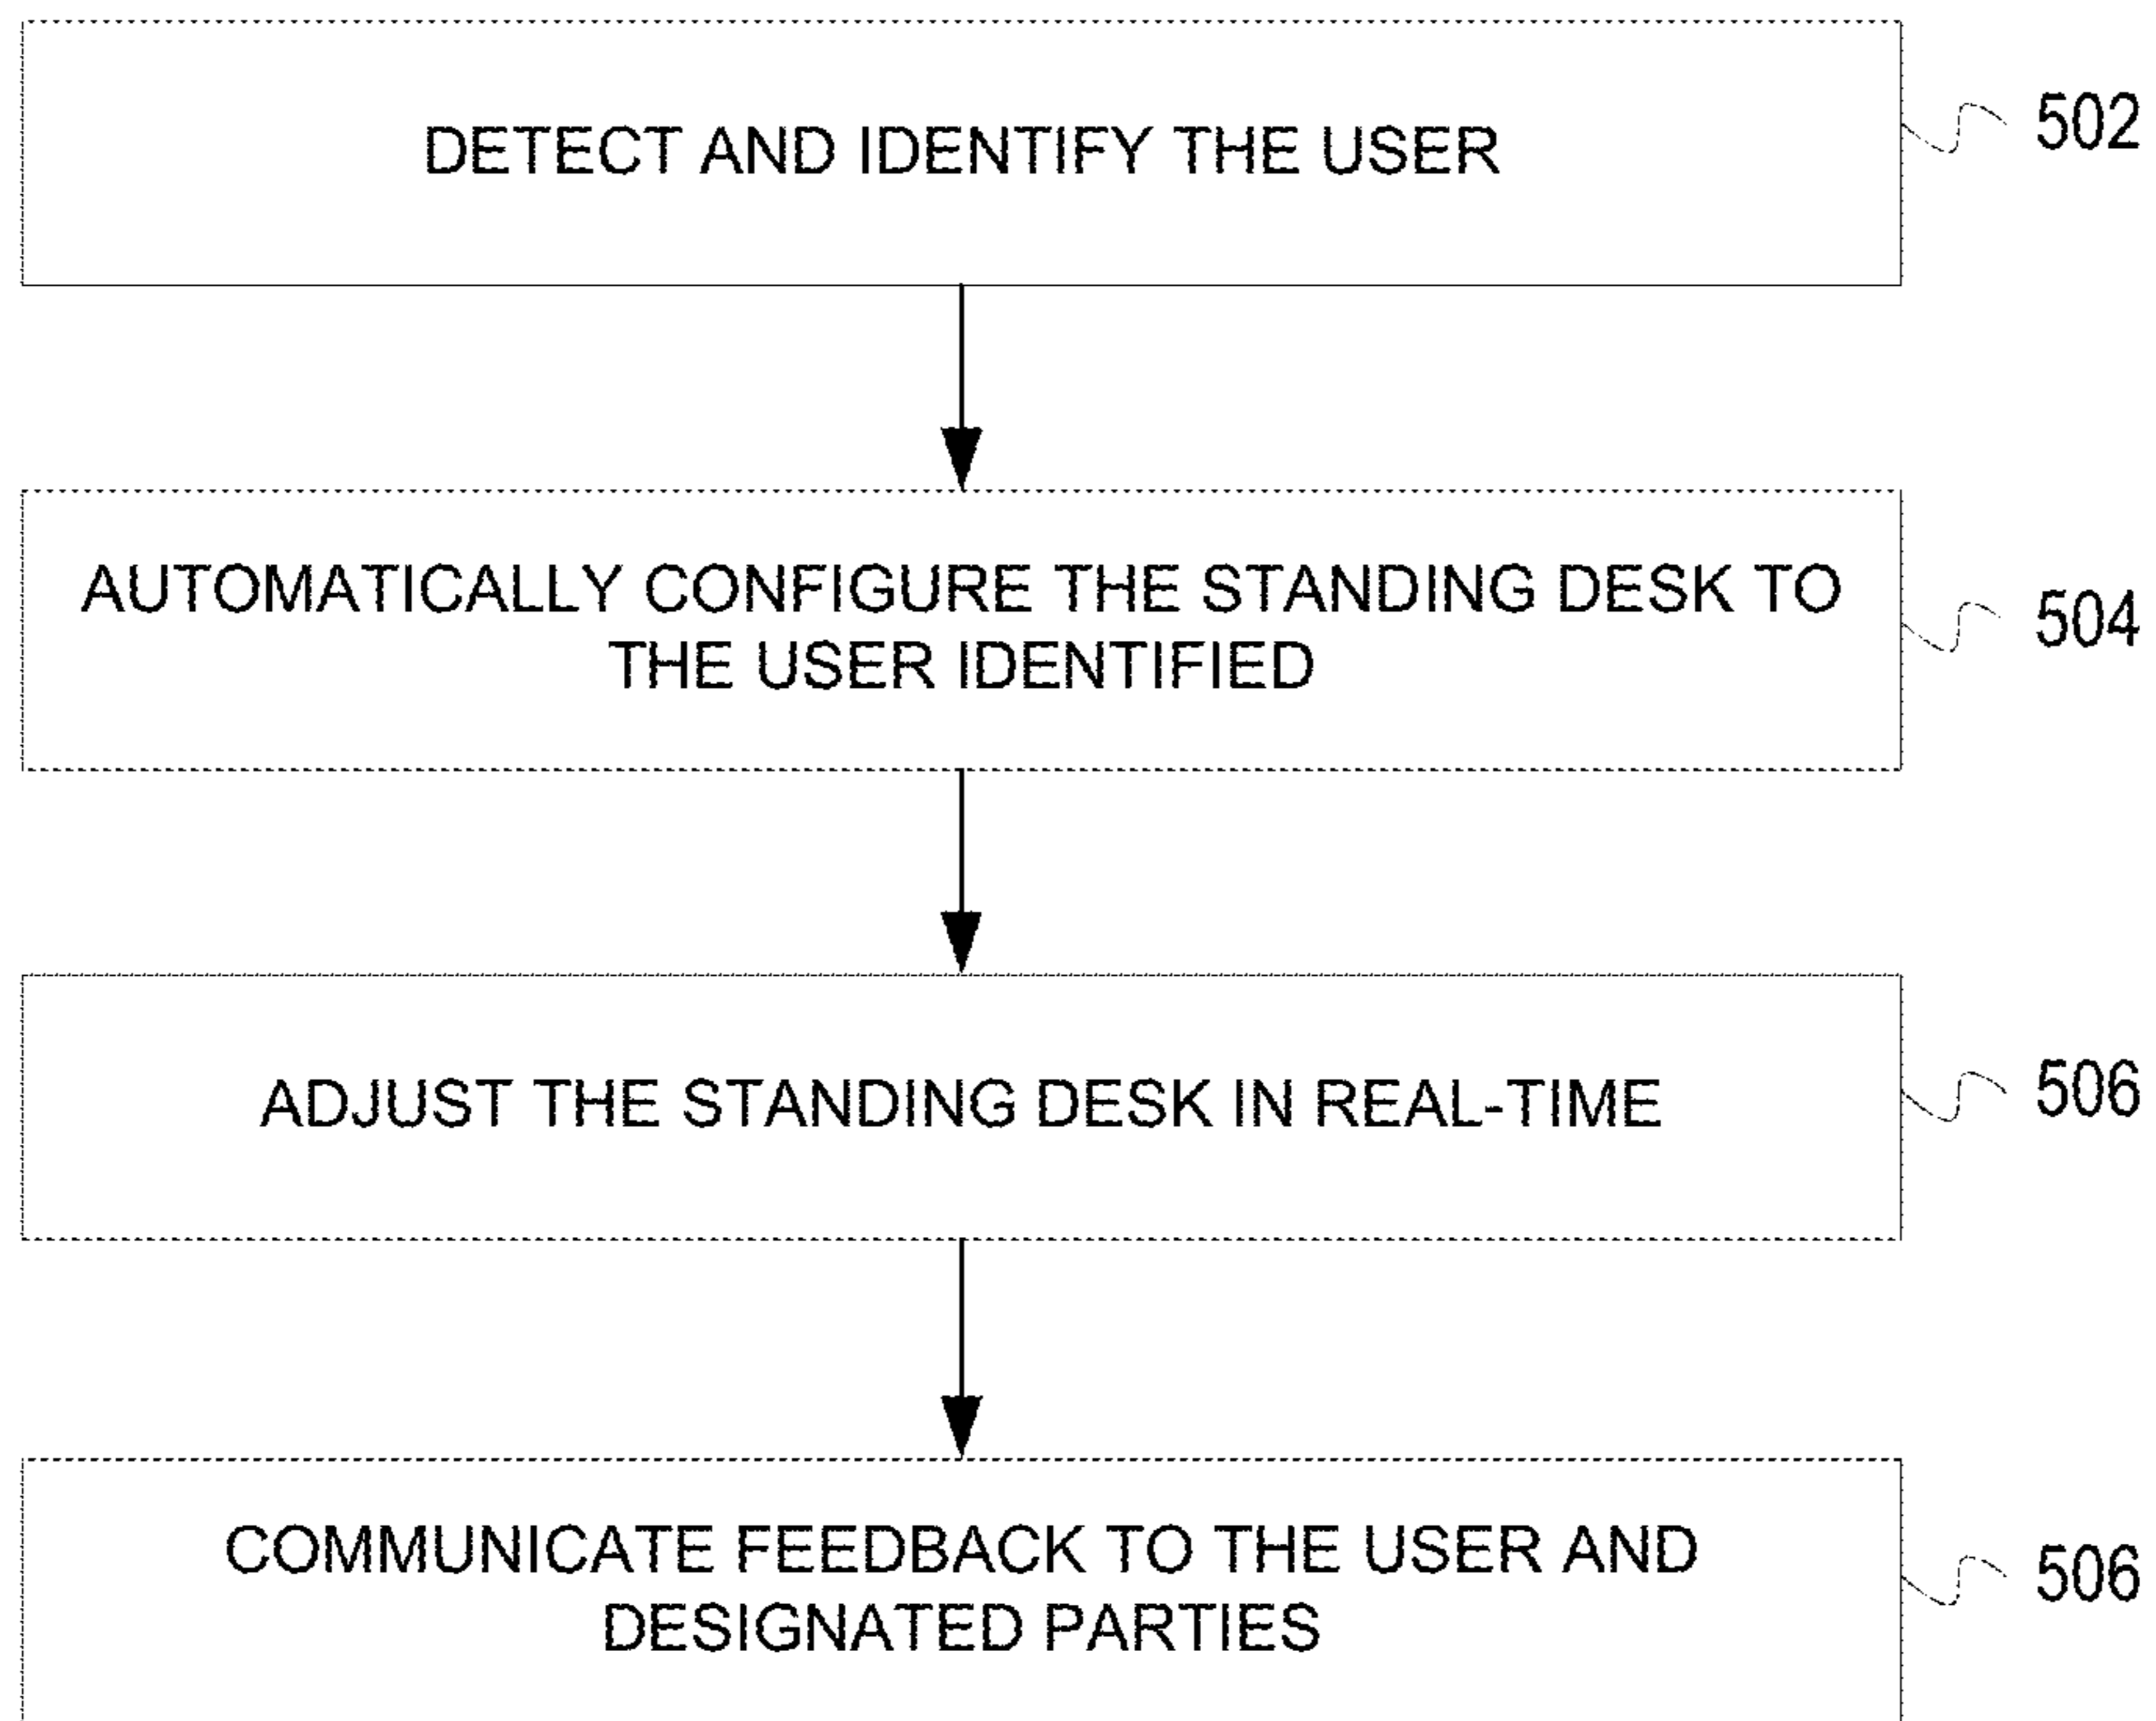 DETECT AND IDENTIFY THE USER
502
AUTOMATICALLY CONFIGURE THE STANDING DESK TO
THE USER IDENTIFIED
504
ADJUST THE STANDING DESK IN REAL-TIME
506
COMMUNICATE FEEDBACK TO THE USER AND
DESIGNATED PARTIES
506